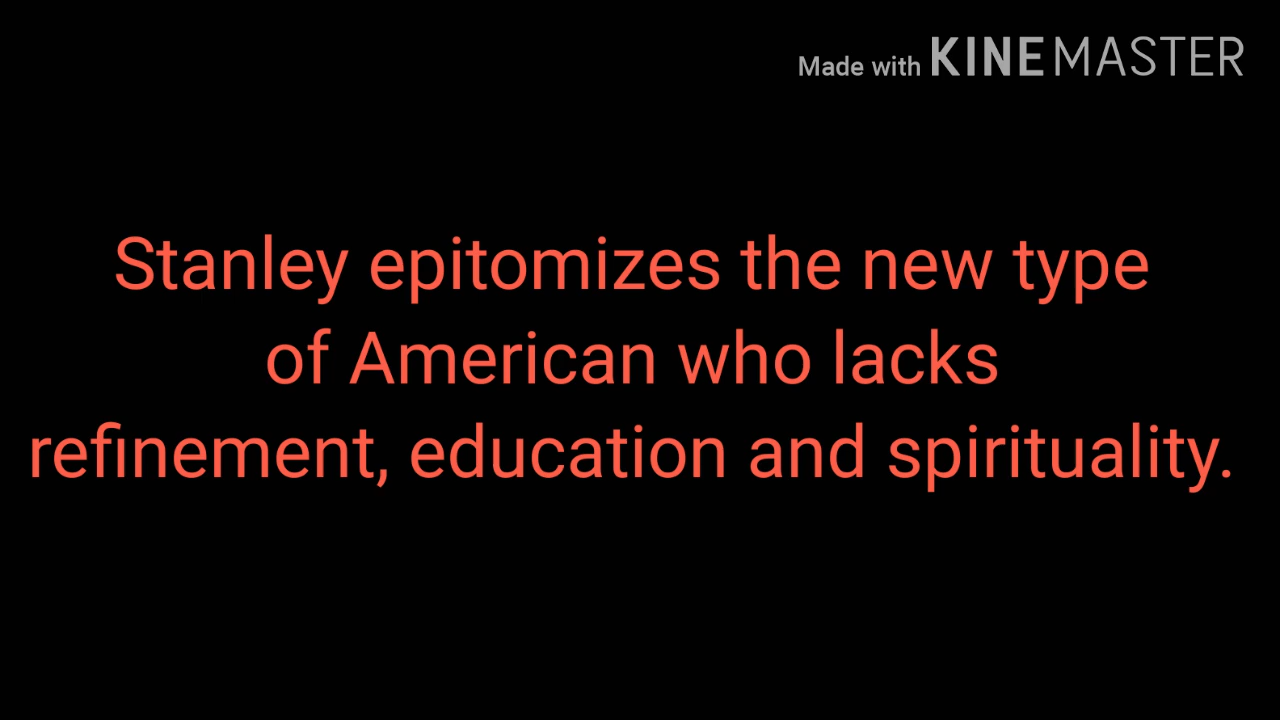 Made with KINEMASTER
Stanley epitomizes the new type
of American who lacks
refinement, education and spirituality.